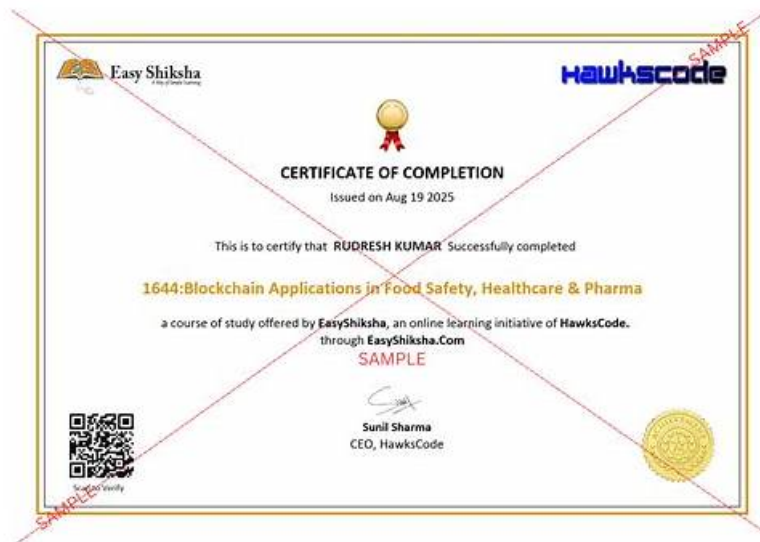 SAMPLE
Easy Shiksha
HawksCode
CERTIFICATE OF COMPLETION
Issued on Aug 19 2025
This is to certify that RUDRESH KUMAR Successfully completed
1644:Blockchain Applications in Food Safety, Healthcare & Pharma
a course of study offered by EasyShiksha, an online learning initiative of HawksCode.
through EasyShiksha.Com
SAMPLE
Sunil Sharma
CEO, HawksCode
Scan to Verify
SAMPLE